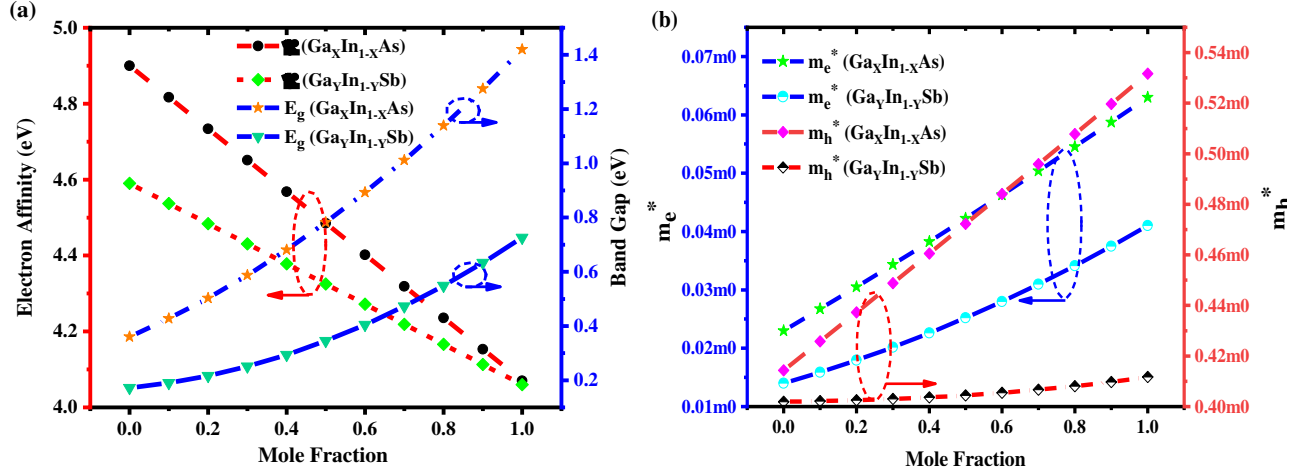 (a)
5.0
4.8
4.6
4.4
4.2
4.0
Electron Affinity (eV)
(GaXIn1-XAs)
(GaYIn1-YSb)
Eg (GaXIn1-XAs)
Eg (GaYIn1-YSb)
1.4
1.2
1.0
0.8
0.6
0.4
0.2
Band Gap (eV)
0.0 0.2 0.4 0.6 0.8 1.0
Mole Fraction
(b)
0.07m0
0.06m0
0.05m0
0.04m0
0.03m0
0.02m0
0.01m0
me*
me* (GaXIn1-XAs)
me* (GaYIn1-YSb)
mh* (GaXIn1-XAs)
mh* (GaYIn1-YSb)
0.54m0
0.52m0
0.50m0
0.48m0
0.46m0
0.44m0
0.42m0
0.40m0
mh*
0.0 0.2 0.4 0.6 0.8 1.0
Mole Fraction